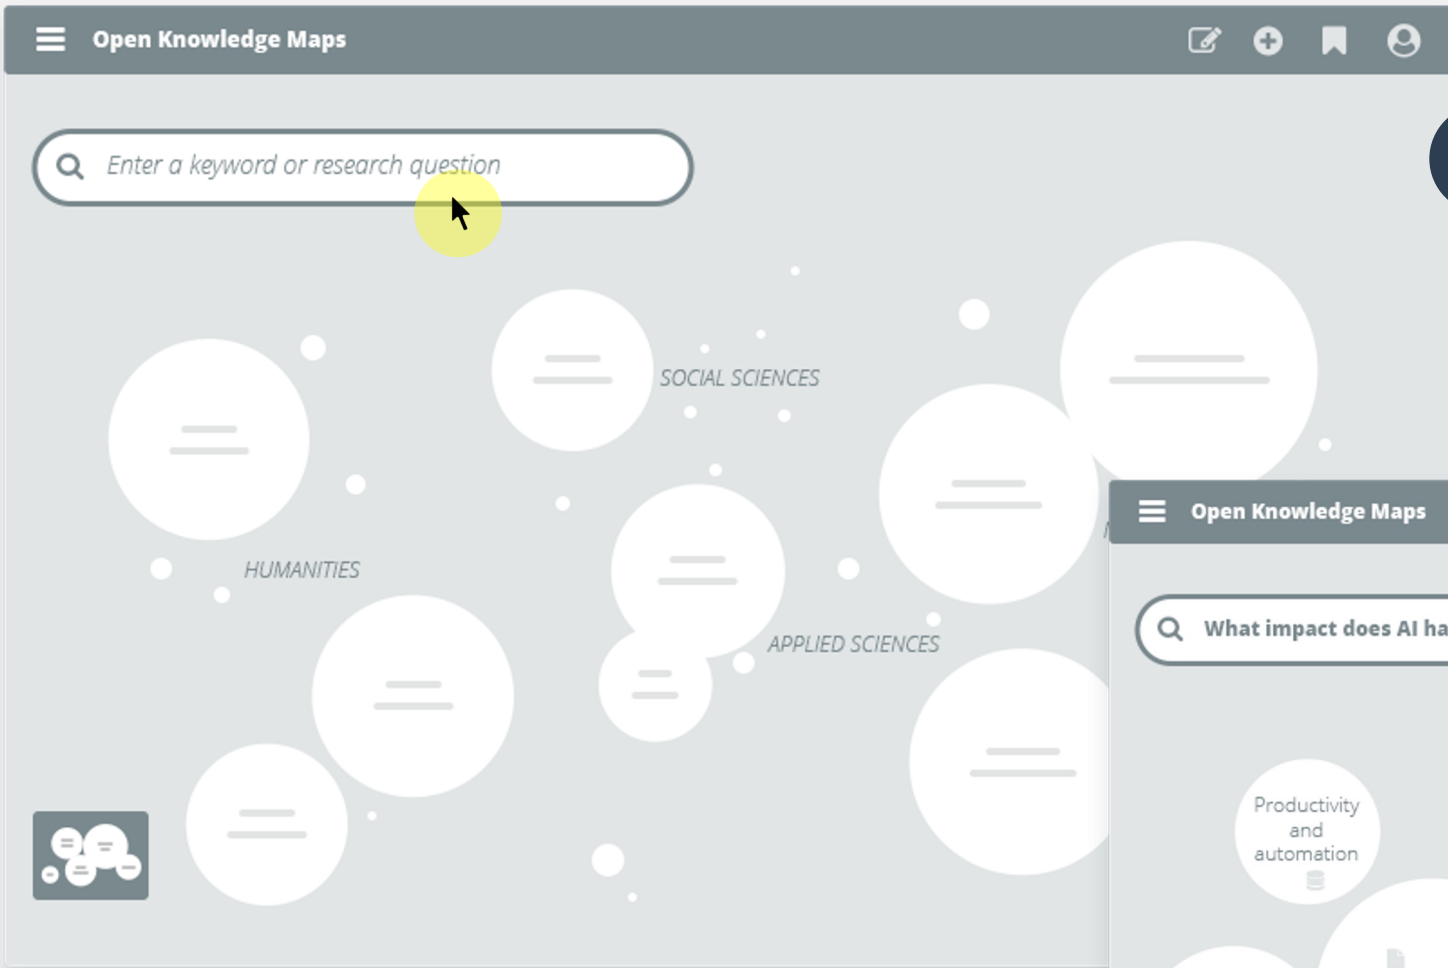 Open Knowledge Maps
Enter a keyword or research question
SOCIAL SCIENCES
HUMANITIES
APPLIED SCIENCES
Open Knowledge Maps
What impact does AI ha
Productivity
and
automation